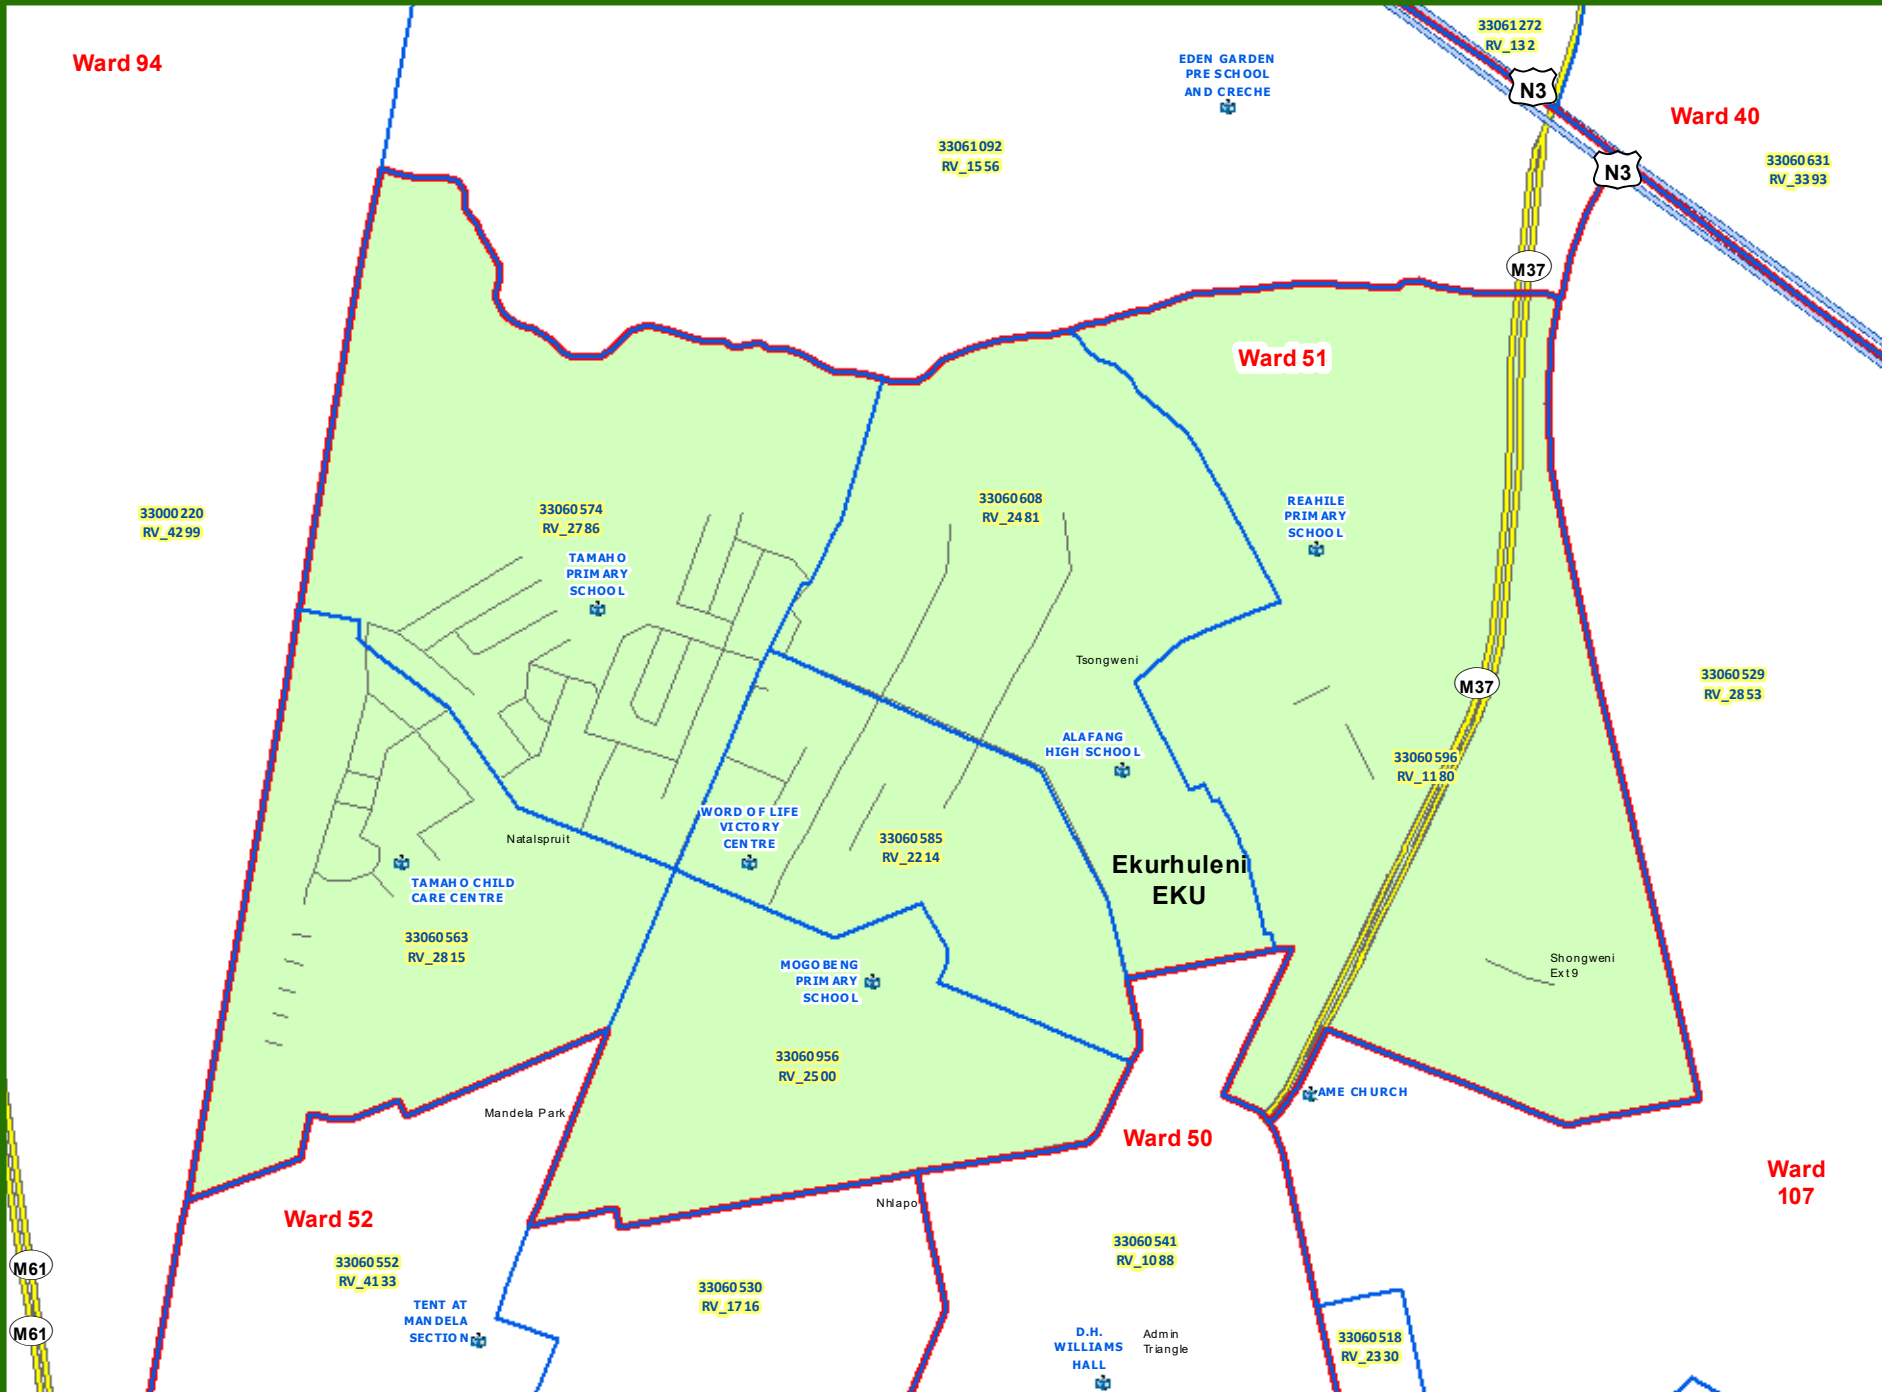 Ward 94
EDEN GARDEN
PRE SCHOOL
AND CRECHE
33061272
RV_132
N3
Ward 40
N3
33061092
RV_1556
33060631
RV_3393
M37
Ward 51
33000220
RV_4299
33060574
RV_2786
TAMAHO
PRIMARY
SCHOOL
33060608
RV_2481
REAHILE
PRIMARY
SCHOOL
Tsongweni
M37
33060529
RV_2853
ALAFANG
HIGH SCHOOL
33060596
RV_1180
WORD OF LIFE
VICTORY
CENTRE
Natalspruit
33060585
RV_2214
Ekurhuleni
EKU
TAMAHO CHILD
CARE CENTRE
33060563
RV_2815
MOGOBENG
PRIMARY
SCHOOL
Shongweni
Ext 9
33060956
RV_2500
Mandela Park
AME CHURCH
Ward 50
Ward
107
Ward 52
Nhlapo
33060552
RV_4133
33060530
RV_1716
33060541
RV_1088
M61
M61
TENT AT
MANDELA
SECTION
D.H.
WILLIAMS
HALL
Admin
Triangle
33060518
RV_2330